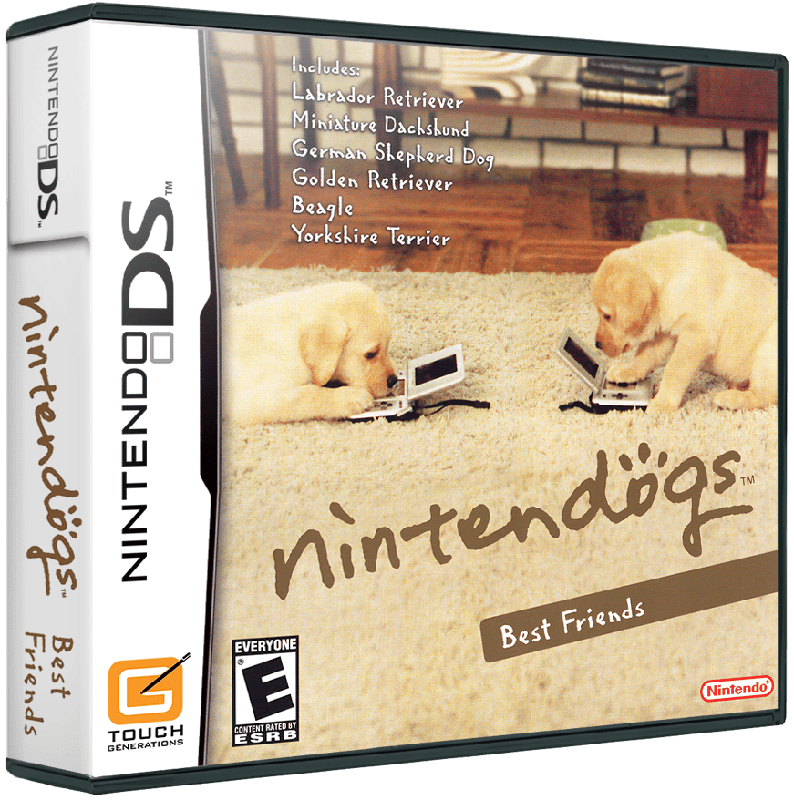 NINTENDO DS™
nintendogs™
Best
Friends
NINTENDO DS™
TOUCH
GENERATIONS
Includes:
Labrador Retriever
Miniature Dachshund
German Shepherd Dog
Golden Retriever
Beagle
Yorkshire Terrier
nintendögs™
Best Friends
EVERYONE
E
CONTENT RATED BY
ESRB
Nintendo®